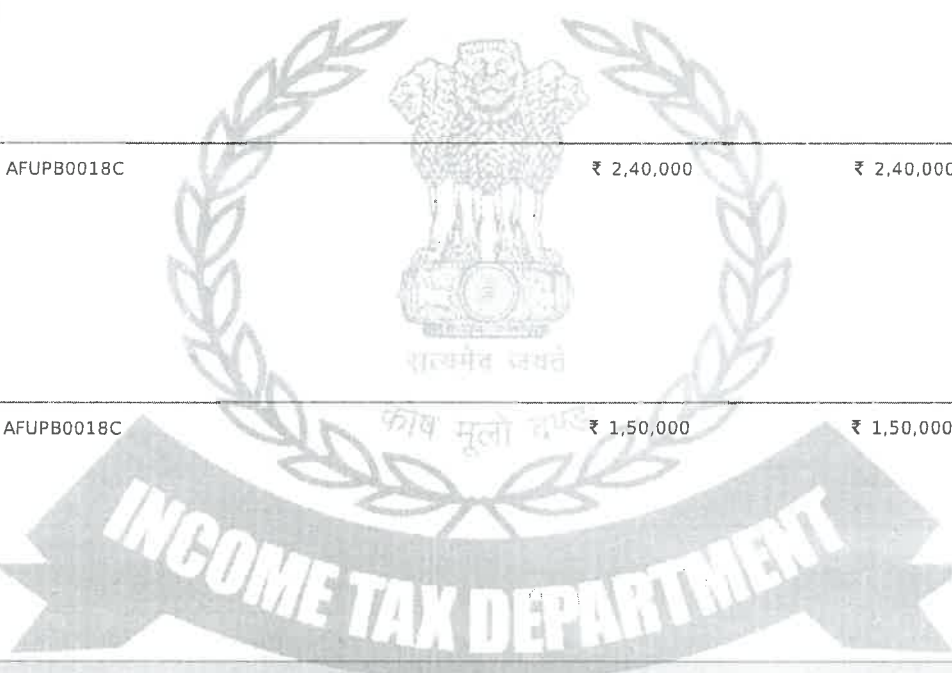 AFUPB0018C ₹ 2,40,000 ₹ 2,40,000
सत्यमेव जयते
कोष मूलो दण्ड
AFUPB0018C ₹ 1,50,000 ₹ 1,50,000
INCOME TAX DEPARTMENT